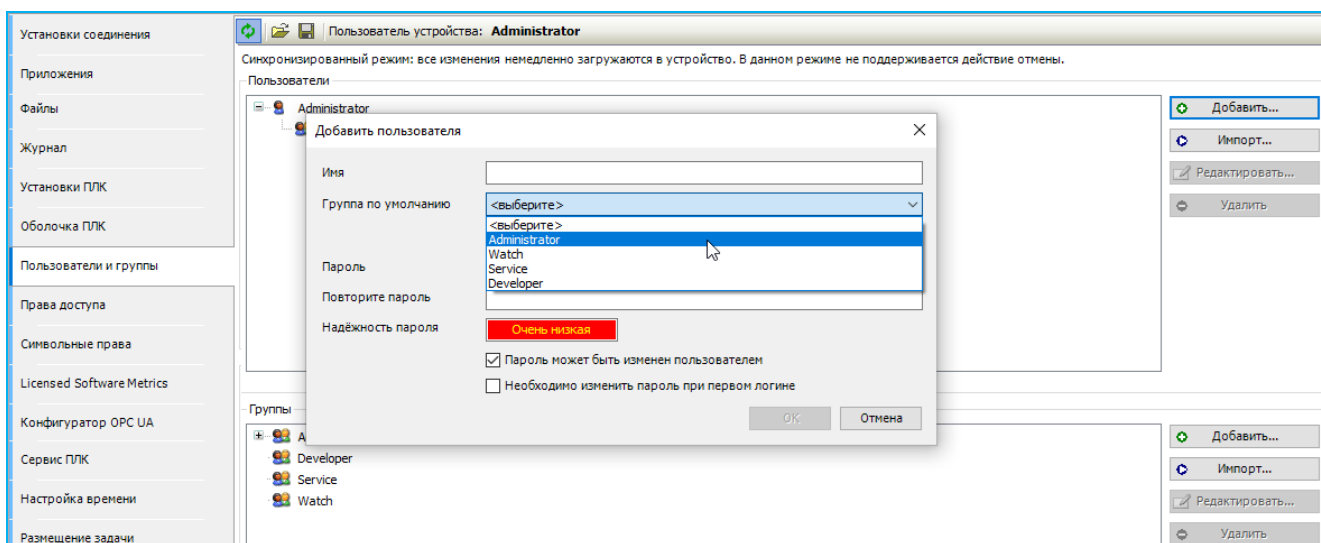 Установки соединения
Приложения
Файлы
Журнал
Установки ПЛК
Оболочка ПЛК
Пользователи и группы
Права доступа
Символьные права
Licensed Software Metrics
Конфигуратор OPC UA
Сервис ПЛК
Настройка времени
Размещение задачи
Пользователь устройства: Administrator
Синхронизированный режим: все изменения немедленно загружаются в устройство. В данном режиме не поддерживается действие отмены.
Пользователи
Administrator
Добавить...
Импорт...
Редактировать...
Удалить
Добавить пользователя
Имя
Группа по умолчанию
<выберите>
<выберите>
Administrator
Watch
Service
Developer
Пароль
Повторите пароль
Надёжность пароля
Очень низкая
Пароль может быть изменен пользователем
Необходимо изменить пароль при первом логине
OK
Отмена
Группы
Developer
Service
Watch
Добавить...
Импорт...
Редактировать...
Удалить